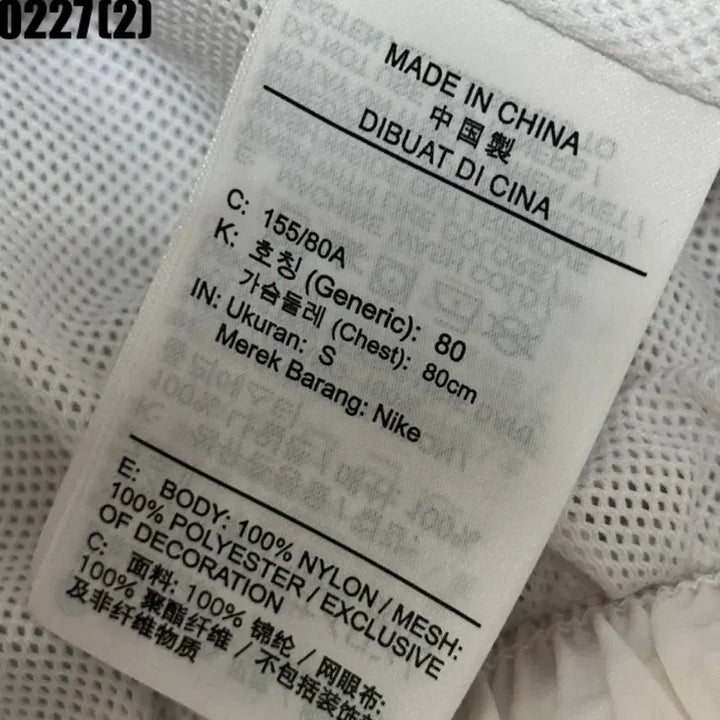 0227(2)
MADE IN CHINA
中国製
DIBUAT DI CINA
C: 155/80A
K: 호칭 (Generic): 80
가슴둘레 (Chest): 80cm
IN: Ukuran: S
Merek Barang: Nike
E: BODY: 100% NYLON / MESH:
100% POLYESTER / EXCLUSIVE
OF DECORATION
C: 面料: 100% 锦纶 / 网眼布:
100% 聚酯纤维 / 不包括装饰部
及非纤维物质